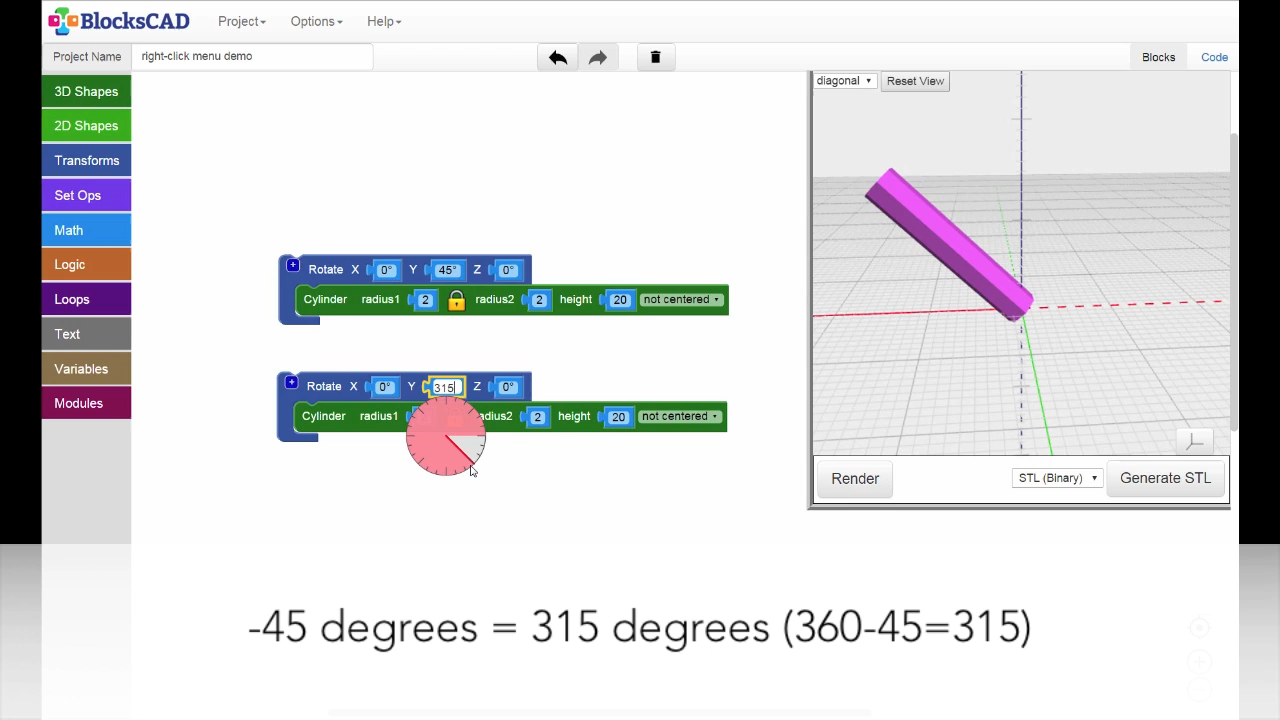 BlocksCAD Project Options Help
Project Name right-click menu demo Blocks Code
3D Shapes
2D Shapes
Transforms
Set Ops
Math
Logic
Loops
Text
Variables
Modules
+ Rotate X 0° Y 45° Z 0°
Cylinder radius1 2 radius2 2 height 20 not centered
+ Rotate X 0° Y 315 Z 0°
Cylinder radius1 radius2 2 height 20 not centered
diagonal Reset View
Render STL (Binary) Generate STL
-45 degrees = 315 degrees (360-45=315)